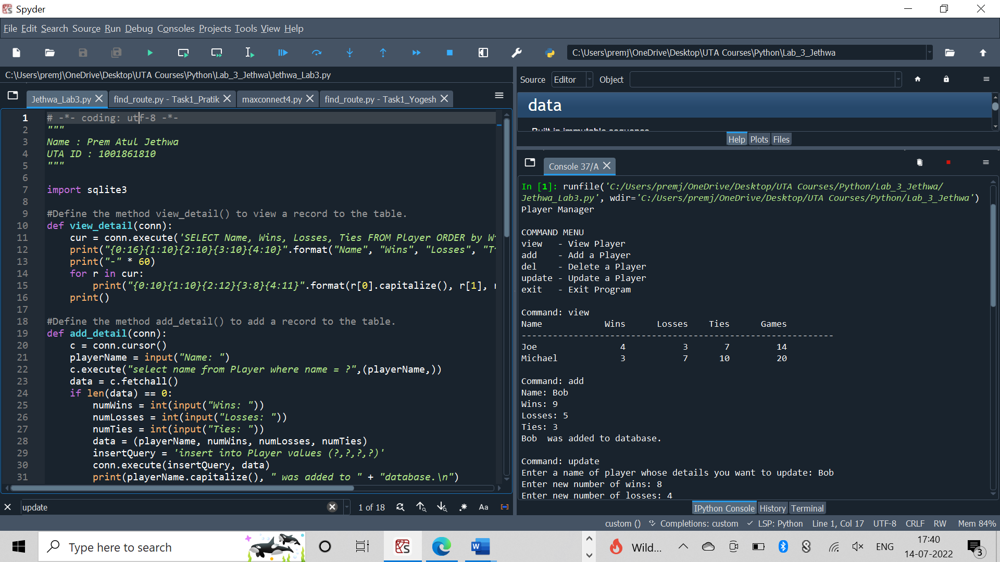 Spyder
File Edit Search Source Run Debug Consoles Projects Tools View Help
C:\Users\premj\OneDrive\Desktop\UTA Courses\Python\Lab_3_Jethwa
C:\Users\premj\OneDrive\Desktop\UTA Courses\Python\Lab_3_Jethwa\Jethwa_Lab3.py
Jethwa_Lab3.py find_route.py - Task1_Pratik maxconnect4.py find_route.py - Task1_Yogesh
1 # -*- coding: utf-8 -*-
2 """
3 Name : Prem Atul Jethwa
4 UTA ID : 1001861810
5 """
6
7 import sqlite3
8
9 #Define the method view_detail() to view a record to the table.
10 def view_detail(conn):
11 cur = conn.execute('SELECT Name, Wins, Losses, Ties FROM Player ORDER by
12 print("{0:16}{1:10}{2:10}{3:10}{4:10}".format("Name", "Wins", "Losses",
13 print("-" * 60)
14 for r in cur:
15 print("{0:10}{1:10}{2:12}{3:8}{4:11}".format(r[0].capitalize(), r[1],
16 print()
17
18 #Define the method add_detail() to add a record to the table.
19 def add_detail(conn):
20 c = conn.cursor()
21 playerName = input("Name: ")
22 c.execute("select name from Player where name = ?",(playerName,))
23 data = c.fetchall()
24 if len(data) == 0:
25 numWins = int(input("Wins: "))
26 numLosses = int(input("Losses: "))
27 numTies = int(input("Ties: "))
28 data = (playerName, numWins, numLosses, numTies)
29 insertQuery = 'insert into Player values (?,?,?,?)'
30 conn.execute(insertQuery, data)
31 print(playerName.capitalize(), " was added to " + "database.\n")
update 1 of 18 Aa
Source Editor Object
data
Built-in immutable sequence
Help Plots Files
Console 37/A
In [1]: runfile('C:/Users/premj/OneDrive/Desktop/UTA Courses/Python/Lab_3_Jethwa/
Jethwa_Lab3.py', wdir='C:/Users/premj/OneDrive/Desktop/UTA Courses/Python/Lab_3_Jethwa')
Player Manager
COMMAND MENU
view - View Player
add - Add a Player
del - Delete a Player
update - Update a Player
exit - Exit Program
Command: view
Name Wins Losses Ties Games
------------------------------------------------------------
Joe 4 3 7 14
Michael 3 7 10 20
Command: add
Name: Bob
Wins: 9
Losses: 5
Ties: 3
Bob  was added to database.
Command: update
Enter a name of player whose details you want to update: Bob
Enter new number of wins: 8
Enter new number of losses: 4
IPython Console History Terminal
custom () Completions: custom LSP: Python Line 1, Col 17 UTF-8 CRLF RW Mem 84%
Type here to search
Wild...
ENG
17:40
14-07-2022
3